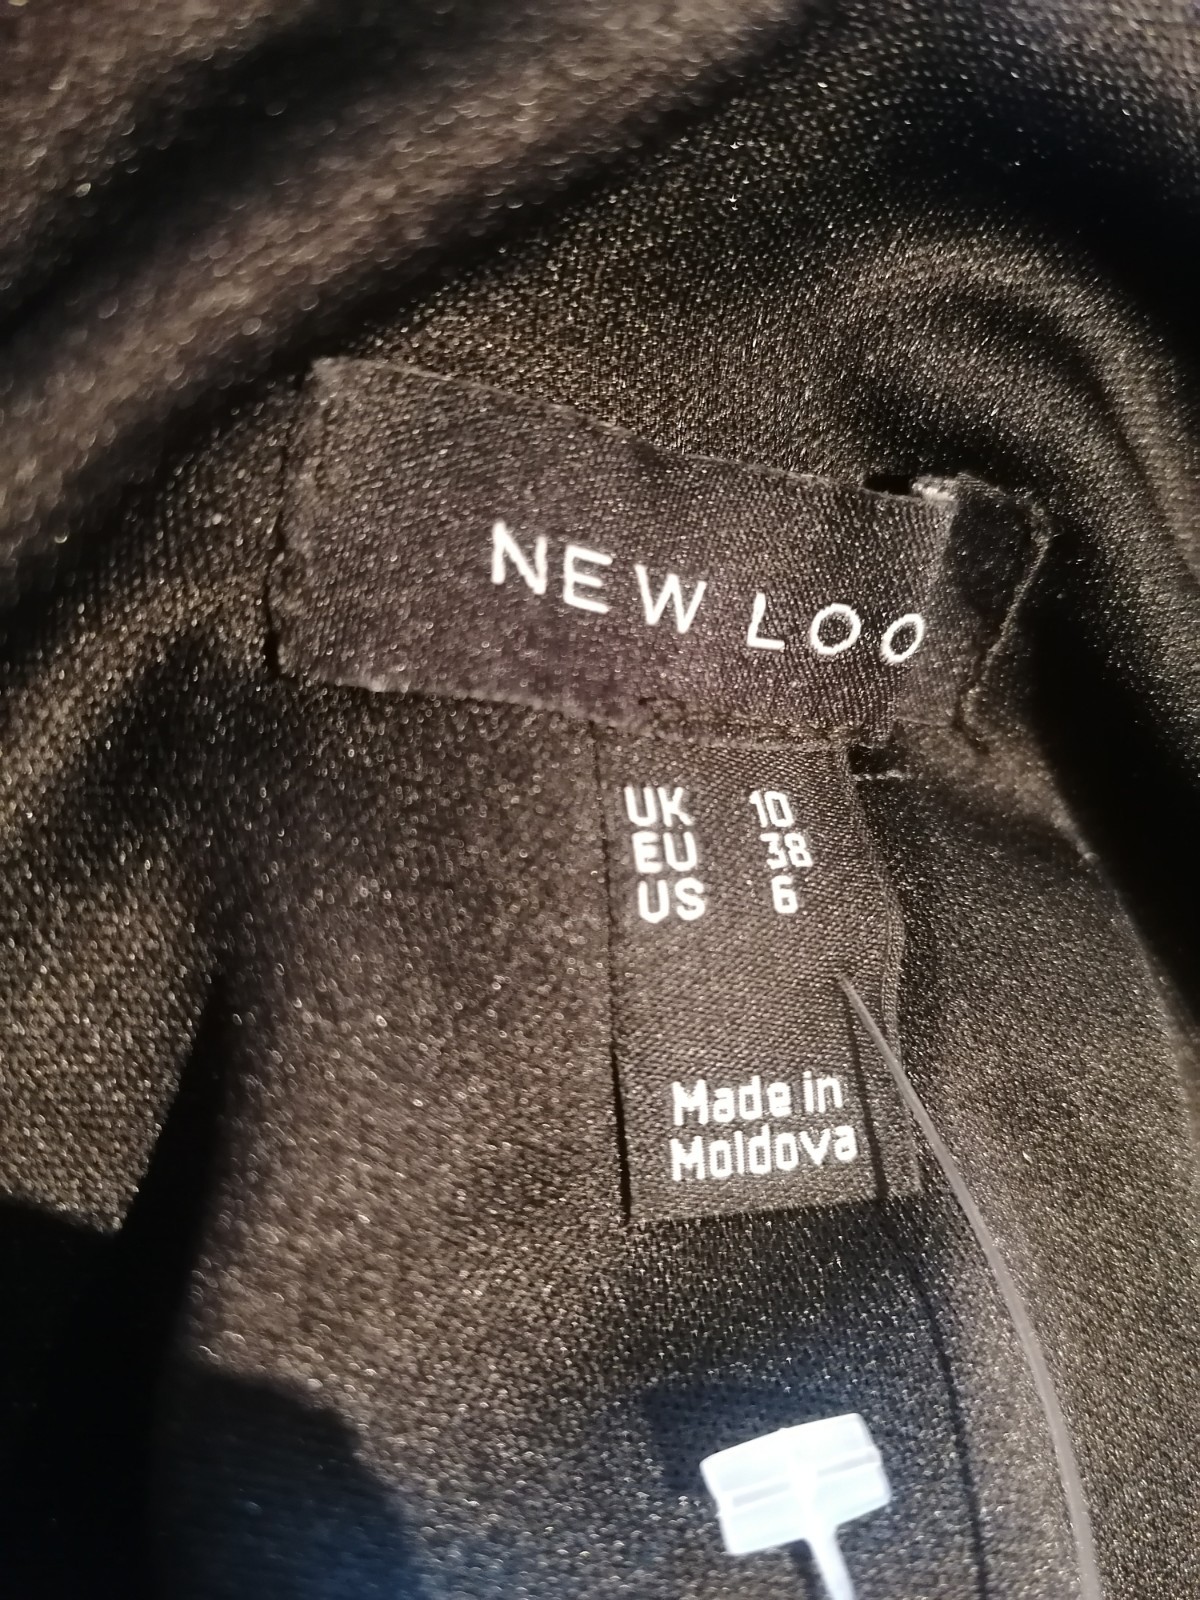 NEW LOO
UK 10
EU 38
US 6
Made in
Moldova